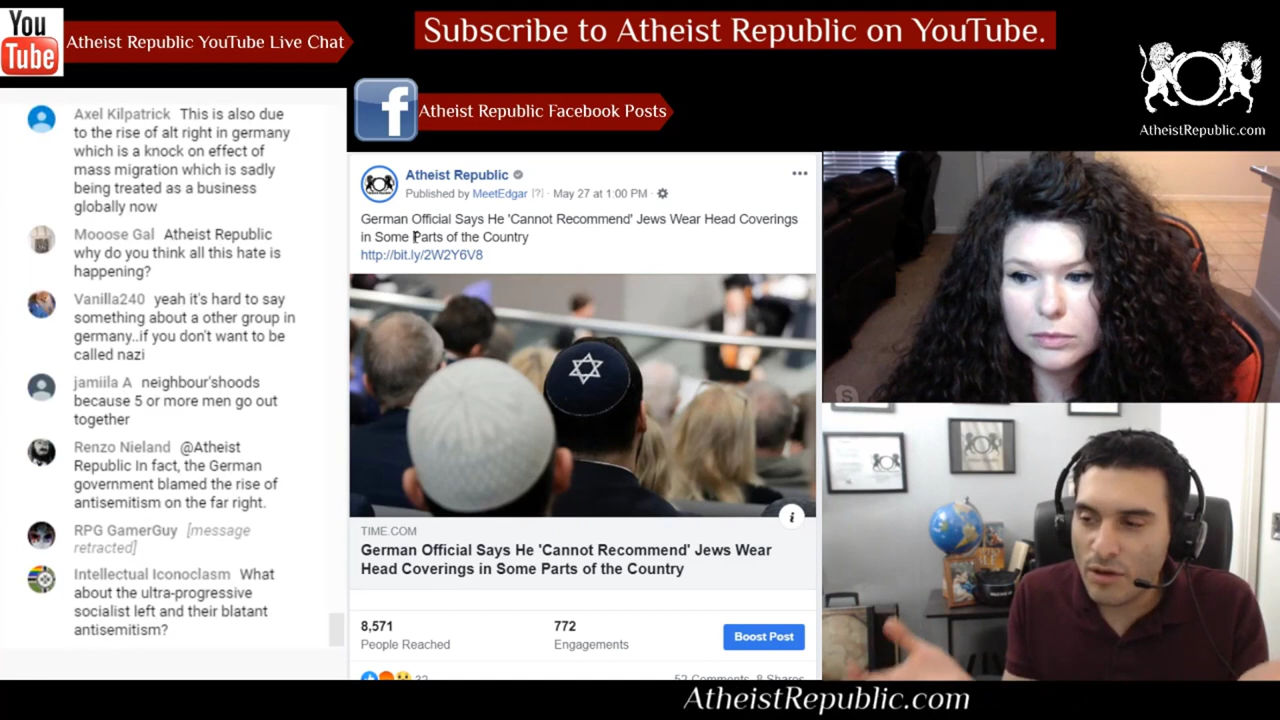 You
Tube
Atheist Republic YouTube Live Chat
Subscribe to Atheist Republic on YouTube.
AtheistRepublic.com
f
Atheist Republic Facebook Posts
Axel Kilpatrick This is also due
to the rise of alt right in germany
which is a knock on effect of
mass migration which is sadly
being treated as a business
globally now
Mooose Gal Atheist Republic
why do you think all this hate is
happening?
Vanilla240 yeah it's hard to say
something about a other group in
germany..if you don't want to be
called nazi
jamiila A neighbour'shoods
because 5 or more men go out
together
Renzo Nieland @Atheist
Republic In fact, the German
government blamed the rise of
antisemitism on the far right.
RPG GamerGuy [message
retracted]
Intellectual Iconoclasm What
about the ultra-progressive
socialist left and their blatant
antisemitism?
Atheist Republic
Published by MeetEdgar [?] · May 27 at 1:00 PM ·
German Official Says He 'Cannot Recommend' Jews Wear Head Coverings
in Some Parts of the Country
http://bit.ly/2W2Y6V8
TIME.COM
German Official Says He 'Cannot Recommend' Jews Wear
Head Coverings in Some Parts of the Country
8,571
People Reached
772
Engagements
Boost Post
32
52 Comments 8 Shares
AtheistRepublic.com